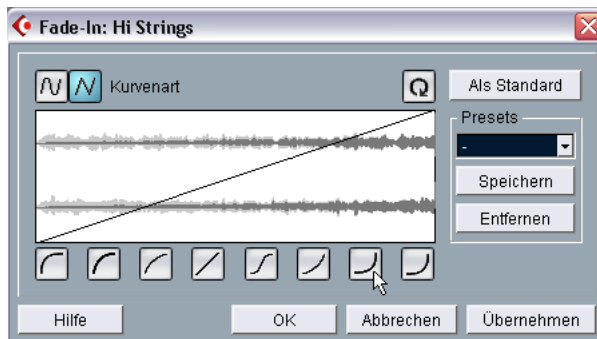 Fade-In: Hi Strings
Kurvenart
Als Standard
Presets
-
Speichern
Entfernen
Hilfe
OK
Abbrechen
Übernehmen